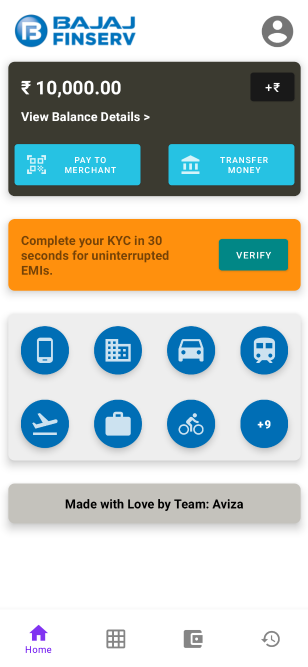 BAJAJ
FINSERV
₹ 10,000.00
+₹
View Balance Details >
PAY TO
MERCHANT
TRANSFER
MONEY
Complete your KYC in 30
seconds for uninterrupted
EMIs.
VERIFY
+9
Made with Love by Team: Aviza
Home